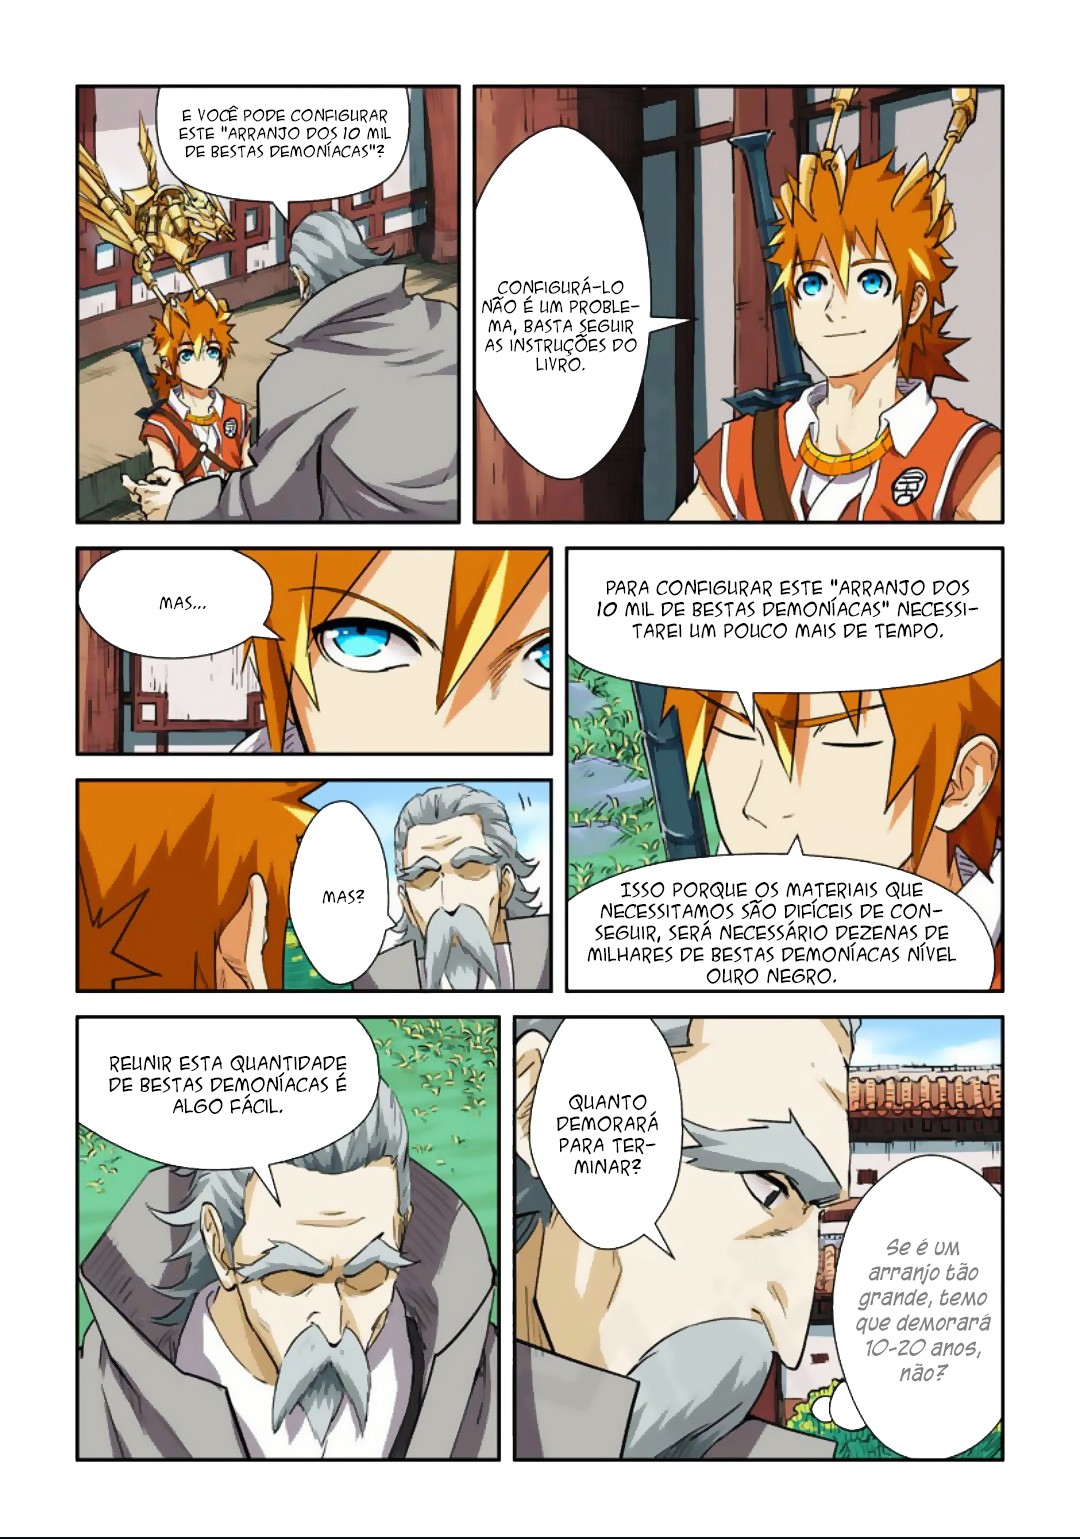 E VOCÊ PODE CONFIGURAR
ESTE "ARRANJO DOS 10 MIL
DE BESTAS DEMONÍACAS"?
CONFIGURÁ-LO
NÃO É UM PROBLE-
MA, BASTA SEGUIR
AS INSTRUÇÕES DO
LIVRO.
MAS...
PARA CONFIGURAR ESTE "ARRANJO DOS
10 MIL DE BESTAS DEMONÍACAS" NECESSI-
TAREI UM POUCO MAIS DE TEMPO.
MAS?
ISSO PORQUE OS MATERIAIS QUE
NECESSITAMOS SÃO DIFÍCEIS DE CON-
SEGUIR, SERÁ NECESSÁRIO DEZENAS DE
MILHARES DE BESTAS DEMONÍACAS NÍVEL
OURO NEGRO.
REUNIR ESTA QUANTIDADE
DE BESTAS DEMONÍACAS É
ALGO FÁCIL.
QUANTO
DEMORARÁ
PARA TER-
MINAR?
Se é um
arranjo tão
grande, temo
que demorará
10-20 anos,
não?